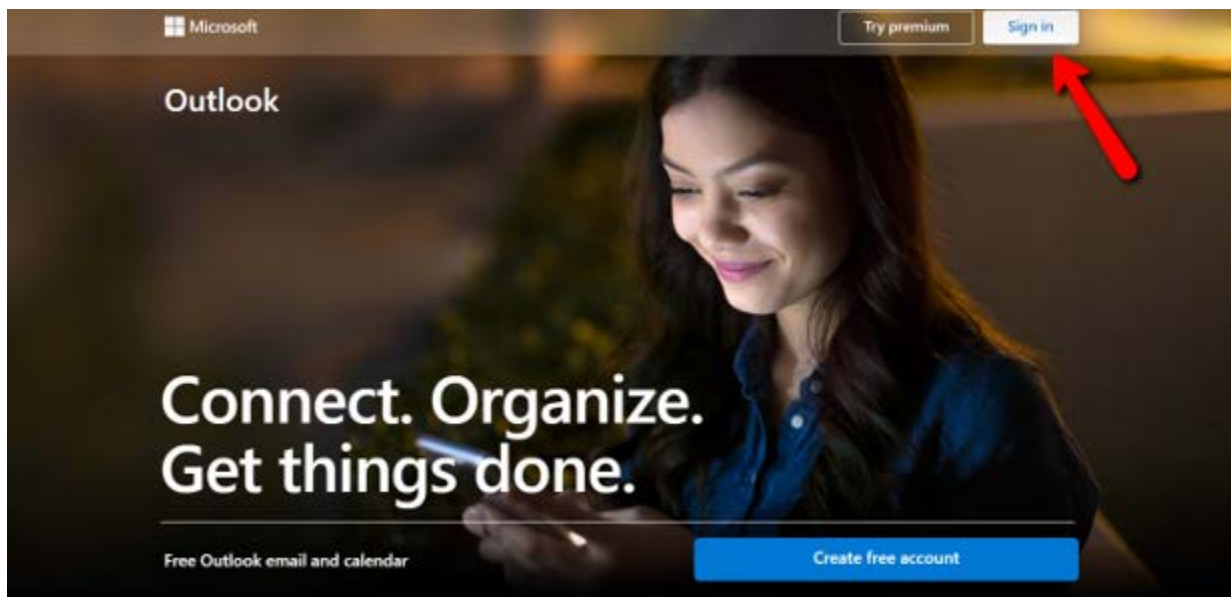 Microsoft
Try premium
Sign in
Outlook
Connect. Organize.
Get things done.
Free Outlook email and calendar
Create free account